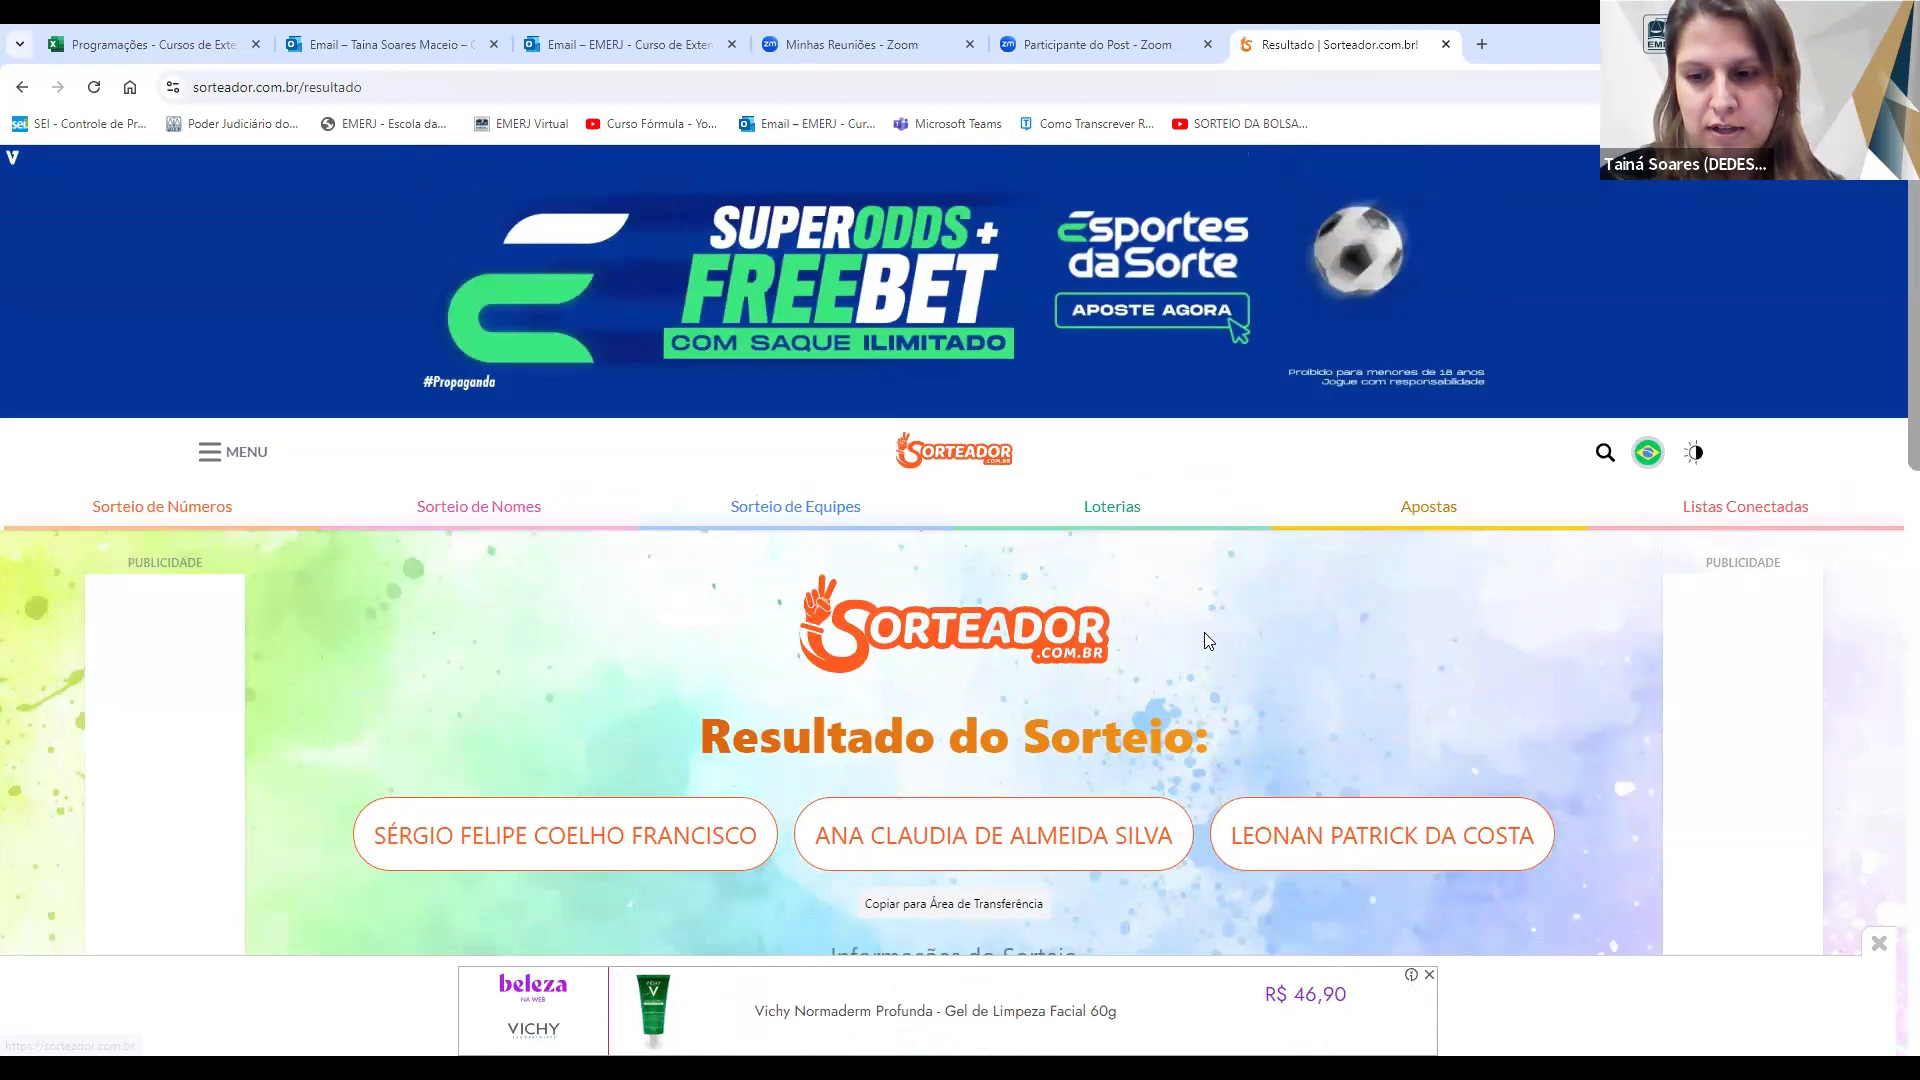 Programações - Cursos de Exte
Email – Taina Soares Maceio – 
Email – EMERJ - Curso de Exten
Minhas Reuniões - Zoom
Participante do Post - Zoom
Resultado | Sorteador.com.br!
sorteador.com.br/resultado
SEI - Controle de Pr...
Poder Judiciário do...
EMERJ - Escola da...
EMERJ Virtual
Curso Fórmula - Yo...
Email – EMERJ - Cur...
Microsoft Teams
Como Transcrever R...
SORTEIO DA BOLSA...
Tainá Soares (DEDES...
V
SUPERODDS +
FREEBET
COM SAQUE ILIMITADO
#Propaganda
Esportes
da Sorte
APOSTE AGORA
Proibido para menores de 18 anos
Jogue com responsabilidade
MENU
SORTEADOR
.COM.BR
Sorteio de Números
Sorteio de Nomes
Sorteio de Equipes
Loterias
Apostas
Listas Conectadas
PUBLICIDADE
PUBLICIDADE
SORTEADOR
.COM.BR
Resultado do Sorteio:
SÉRGIO FELIPE COELHO FRANCISCO
ANA CLAUDIA DE ALMEIDA SILVA
LEONAN PATRICK DA COSTA
Copiar para Área de Transferência
Informações do Sorteio
beleza
NA WEB
VICHY
LABORATOIRES
Vichy Normaderm Profunda - Gel de Limpeza Facial 60g
R$ 46,90
https://sorteador.com.br